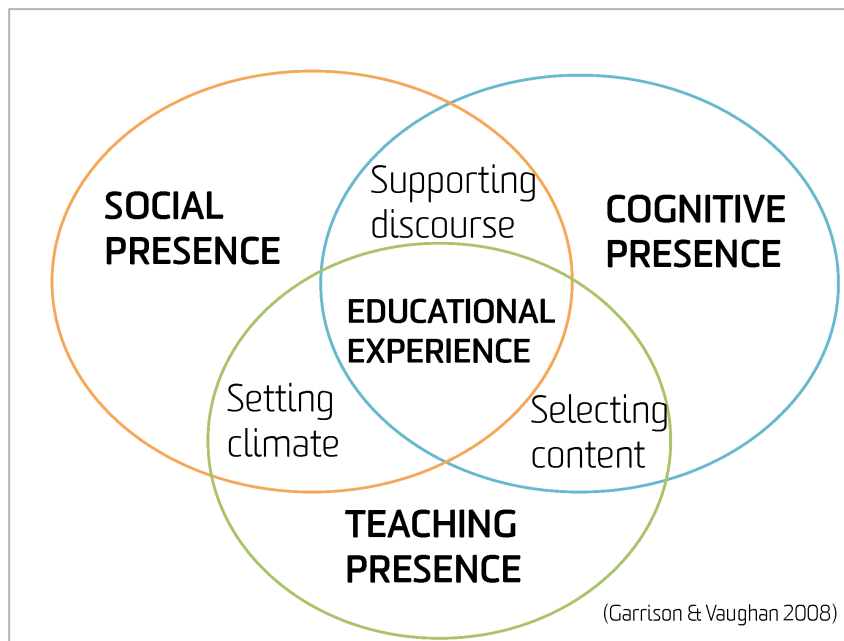 Supporting
discourse
SOCIAL
PRESENCE
COGNITIVE
PRESENCE
EDUCATIONAL
EXPERIENCE
Setting
climate
Selecting
content
TEACHING
PRESENCE
(Garrison & Vaughan 2008)